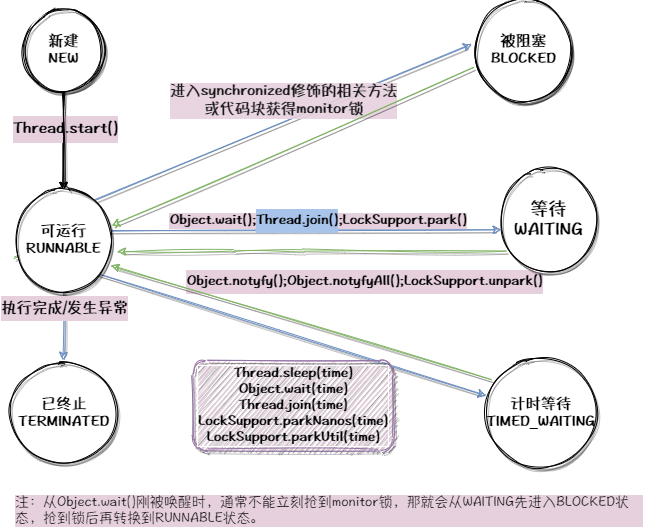 新建
NEW
被阻塞
BLOCKED
进入synchronized修饰的相关方法
或代码块获得monitor锁
Thread.start()
可运行
RUNNABLE
Object.wait();Thread.join();LockSupport.park()
等待
WAITING
Object.notyfy();Object.notyfyAll();LockSupport.unpark()
执行完成/发生异常
Thread.sleep(time)
Object.wait(time)
Thread.join(time)
LockSupport.parkNanos(time)
LockSupport.parkUtil(time)
已终止
TERMINATED
计时等待
TIMED_WAITING
注：从Object.wait()刚被唤醒时，通常不能立刻抢到monitor锁，那就会从WAITING先进入BLOCKED状
态，抢到锁后再转换到RUNNABLE状态。